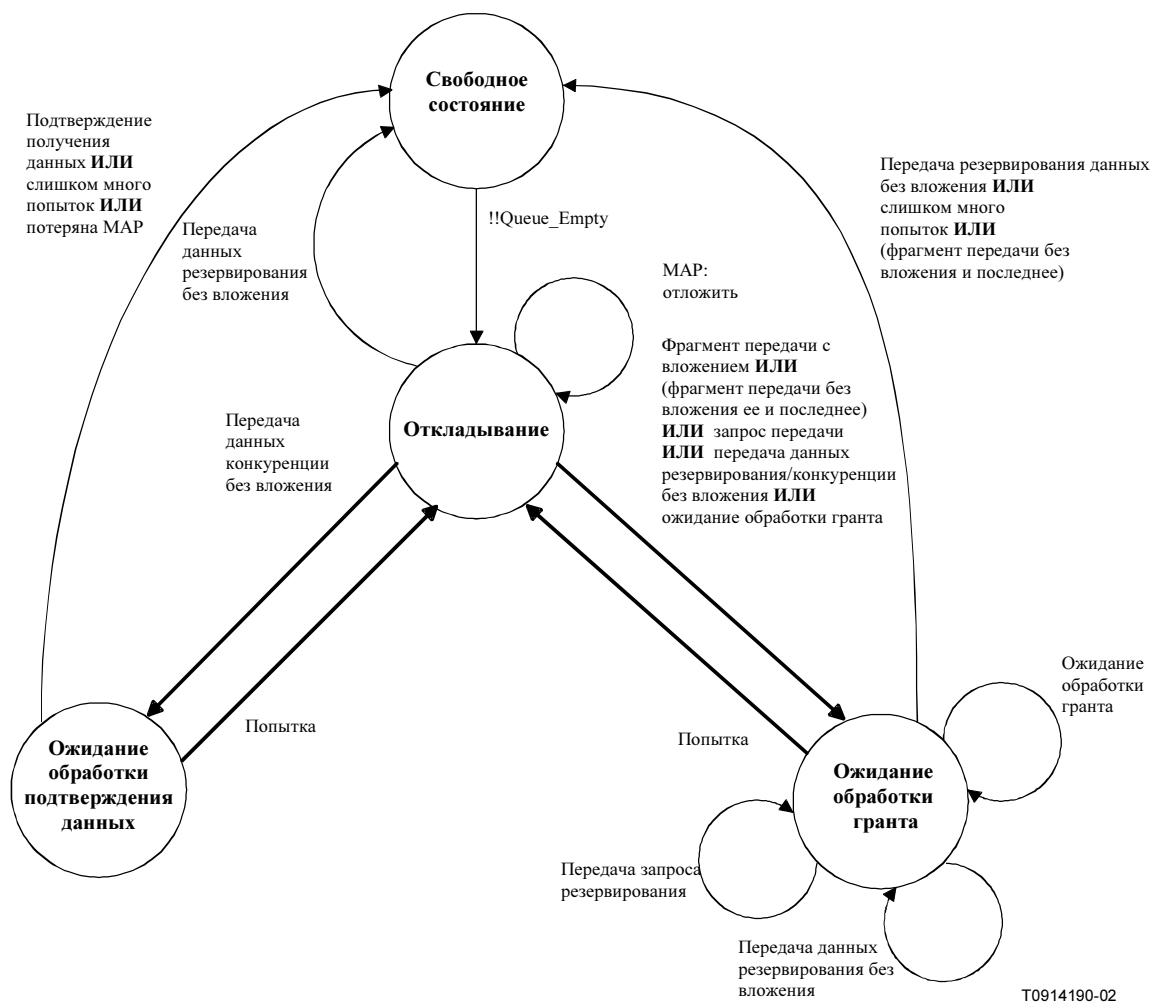 Свободное
состояние
Подтверждение
получения
данных ИЛИ
слишком много
попыток ИЛИ
потеряна MAP
Передача
данных
резервирования
без вложения
!!Queue_Empty
Передача резервирования данных
без вложения ИЛИ
слишком много
попыток ИЛИ
(фрагмент передачи без
вложения и последнее)
MAP:
отложить
Фрагмент передачи с
вложением ИЛИ
(фрагмент передачи без
вложения ее и последнее)
ИЛИ запрос передачи
ИЛИ передача данных
резервирования/конкуренции
без вложения ИЛИ
ожидание обработки гранта
Откладывание
Передача
данных
конкуренции
без вложения
Попытка
Попытка
Ожидание
обработки
гранта
Ожидание
обработки
подтверждения
данных
Ожидание
обработки
гранта
Передача запроса
резервирования
Передача данных
резервирования без
вложения
T0914190-02